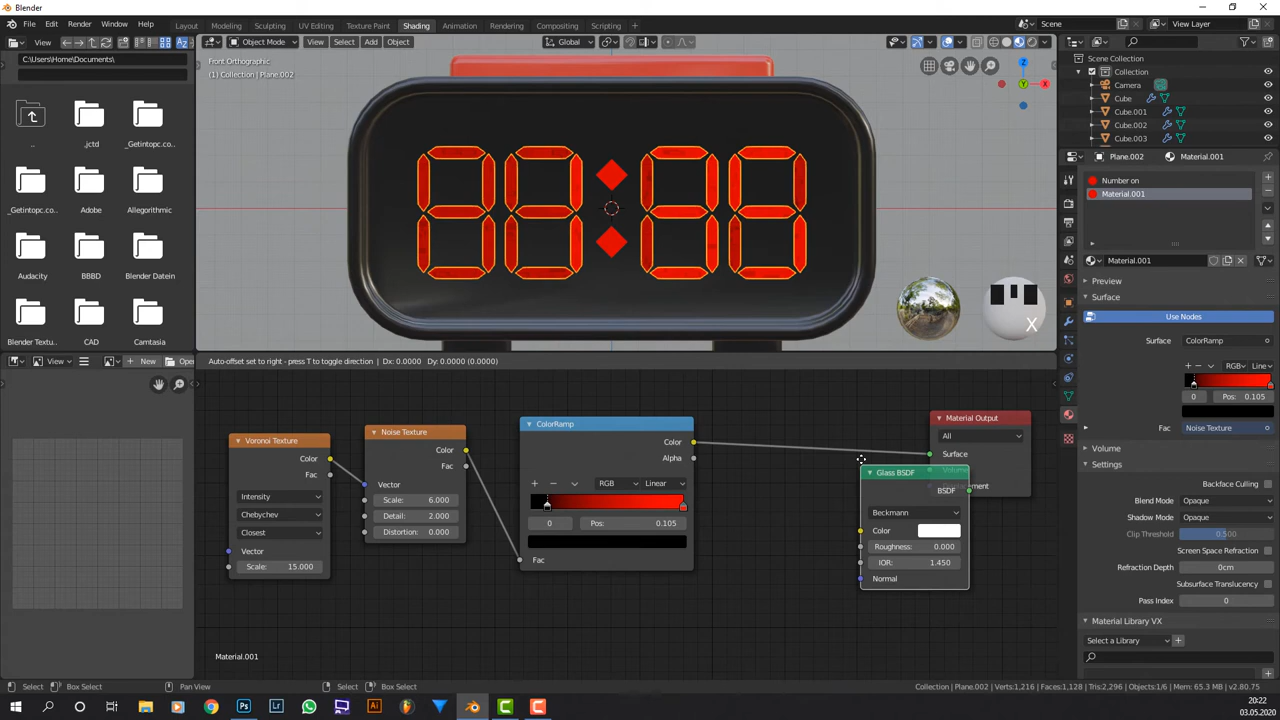 Blender
File Edit Render Window Help
Layout Modeling Sculpting UV Editing Texture Paint Shading Animation Rendering Compositing Scripting
Scene View Layer
View
Object Mode View Select Add Object Global
C:\Users\Home\Documents\
Front Orthographic
(1) Collection | Plane.002
.. .jctd _Getintopc.co...
_Getintopc.co... Adobe Allegorithmic
Audacity BBBD Blender Datein
Blender Textu... CAD Camtasia
Z
X
Y
X
Scene Collection
Collection
Camera
Cube
Cube.001
Cube.002
Cube.003
Plane.002 Material.001
Number on
Material.001
Material.001
Preview
Surface
Use Nodes
Surface: ColorRamp
RGB Line
0 Pos: 0.105
Fac: Noise Texture
Volume
Settings
Backface Culling
Blend Mode Opaque
Shadow Mode Opaque
Clip Threshold 0.500
Screen Space Refraction
Refraction Depth 0cm
Subsurface Translucency
Pass Index 0
Material Library VX
Select a Library
View New Open
Auto-offset set to right - press T to toggle direction | Dx: 0.0000 Dy: 0.0000 (0.0000)
Voronoi Texture
Color
Fac
Intensity
Chebychev
Closest
Vector
Scale: 15.000
Noise Texture
Color
Fac
Vector
Scale: 6.000
Detail: 2.000
Distortion: 0.000
ColorRamp
Color
Alpha
RGB Linear
0 Pos: 0.105
Fac
Material Output
All
Surface
Volume
Displacement
Glass BSDF
BSDF
Beckmann
Color
Roughness: 0.000
IOR: 1.450
Normal
Material.001
Select Box Select Pan View Select Box Select
Collection | Plane.002 | Verts:1,216 | Faces:1,128 | Tris:2,296 | Objects:1/6 | Mem: 65.3 MB | v2.80.75
20:22
03.05.2020